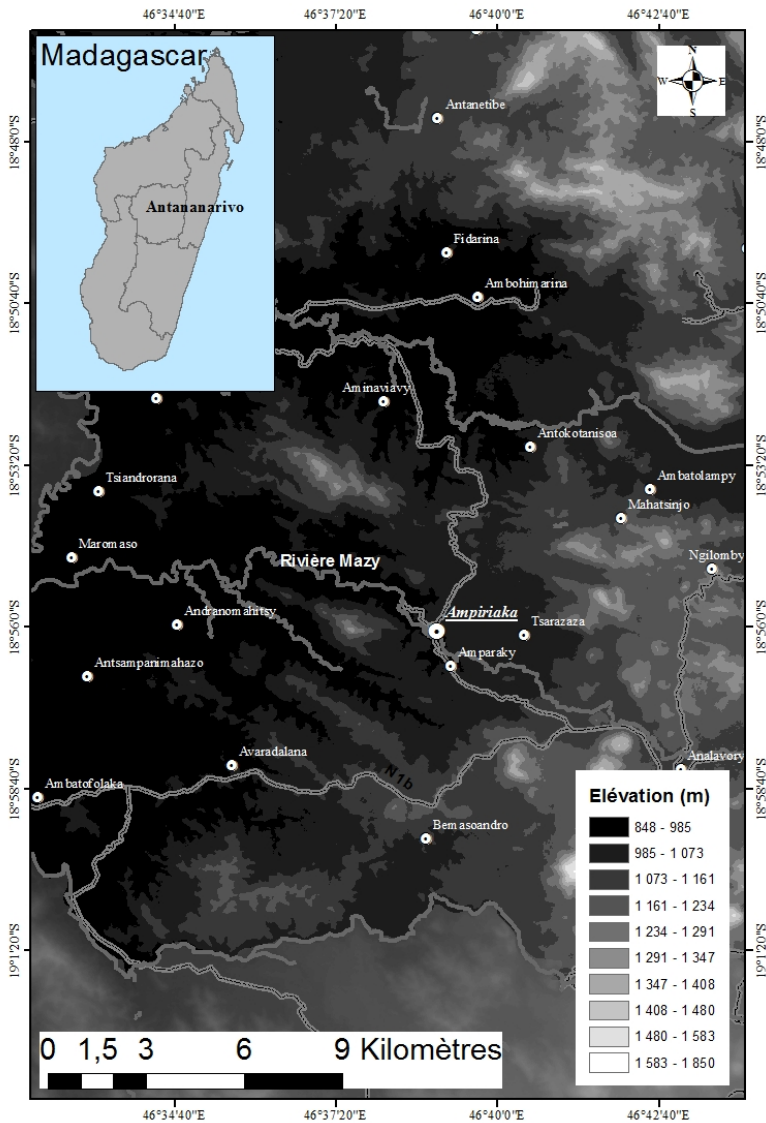 46°34'40"E 46°37'20"E 46°40'0"E 46°42'40"E
Madagascar
Antananarivo
N
W E
S
Antanetibe
18°48'0"S 18°48'0"S
Fidarina
Ambohimarina
18°50'40"S 18°50'40"S
Aminaviavy
Antokotanisoa
18°53'20"S 18°53'20"S
Tsiandrorana
Ambatolampy
Mahatsinjo
Maromaso
Rivière Mazy
Ngilomby
Andranomahitsy
Ampiriaka
Tsarazaza
18°56'0"S 18°56'0"S
Amparaky
Antsampanimahazo
Avaradalana
N1b
Analavory
Ambatofolaka
18°58'40"S 18°58'40"S
Bemasoandro
Elévation (m)
848 - 985
985 - 1 073
1 073 - 1 161
1 161 - 1 234
1 234 - 1 291
1 291 - 1 347
1 347 - 1 408
1 408 - 1 480
1 480 - 1 583
1 583 - 1 850
19°1'20"S 19°1'20"S
0 1,5 3 6 9 Kilomètres
46°34'40"E 46°37'20"E 46°40'0"E 46°42'40"E